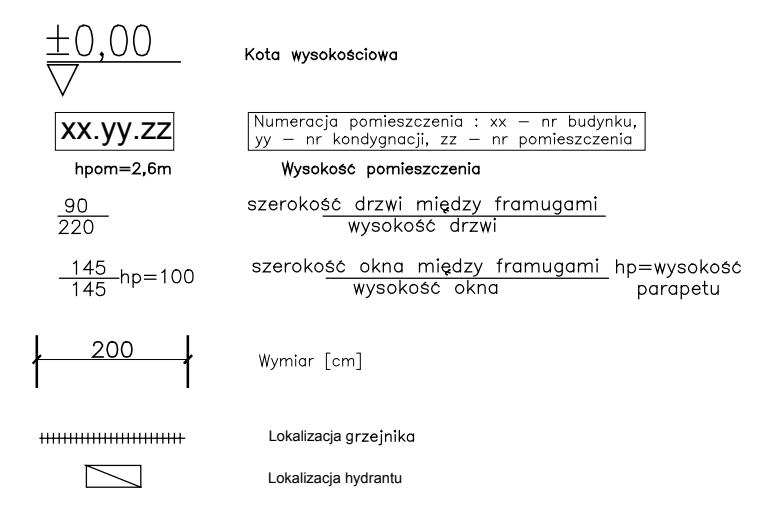 ±0,00
Kota wysokościowa
xx.yy.zz
Numeracja pomieszczenia : xx – nr budynku,
yy – nr kondygnacji, zz – nr pomieszczenia
hpom=2,6m
Wysokość pomieszczenia
90
220
szerokość drzwi między framugami
wysokość drzwi
145
145
hp=100
szerokość okna między framugami
wysokość okna
hp=wysokość
parapetu
200
Wymiar [cm]
Lokalizacja grzejnika
Lokalizacja hydrantu